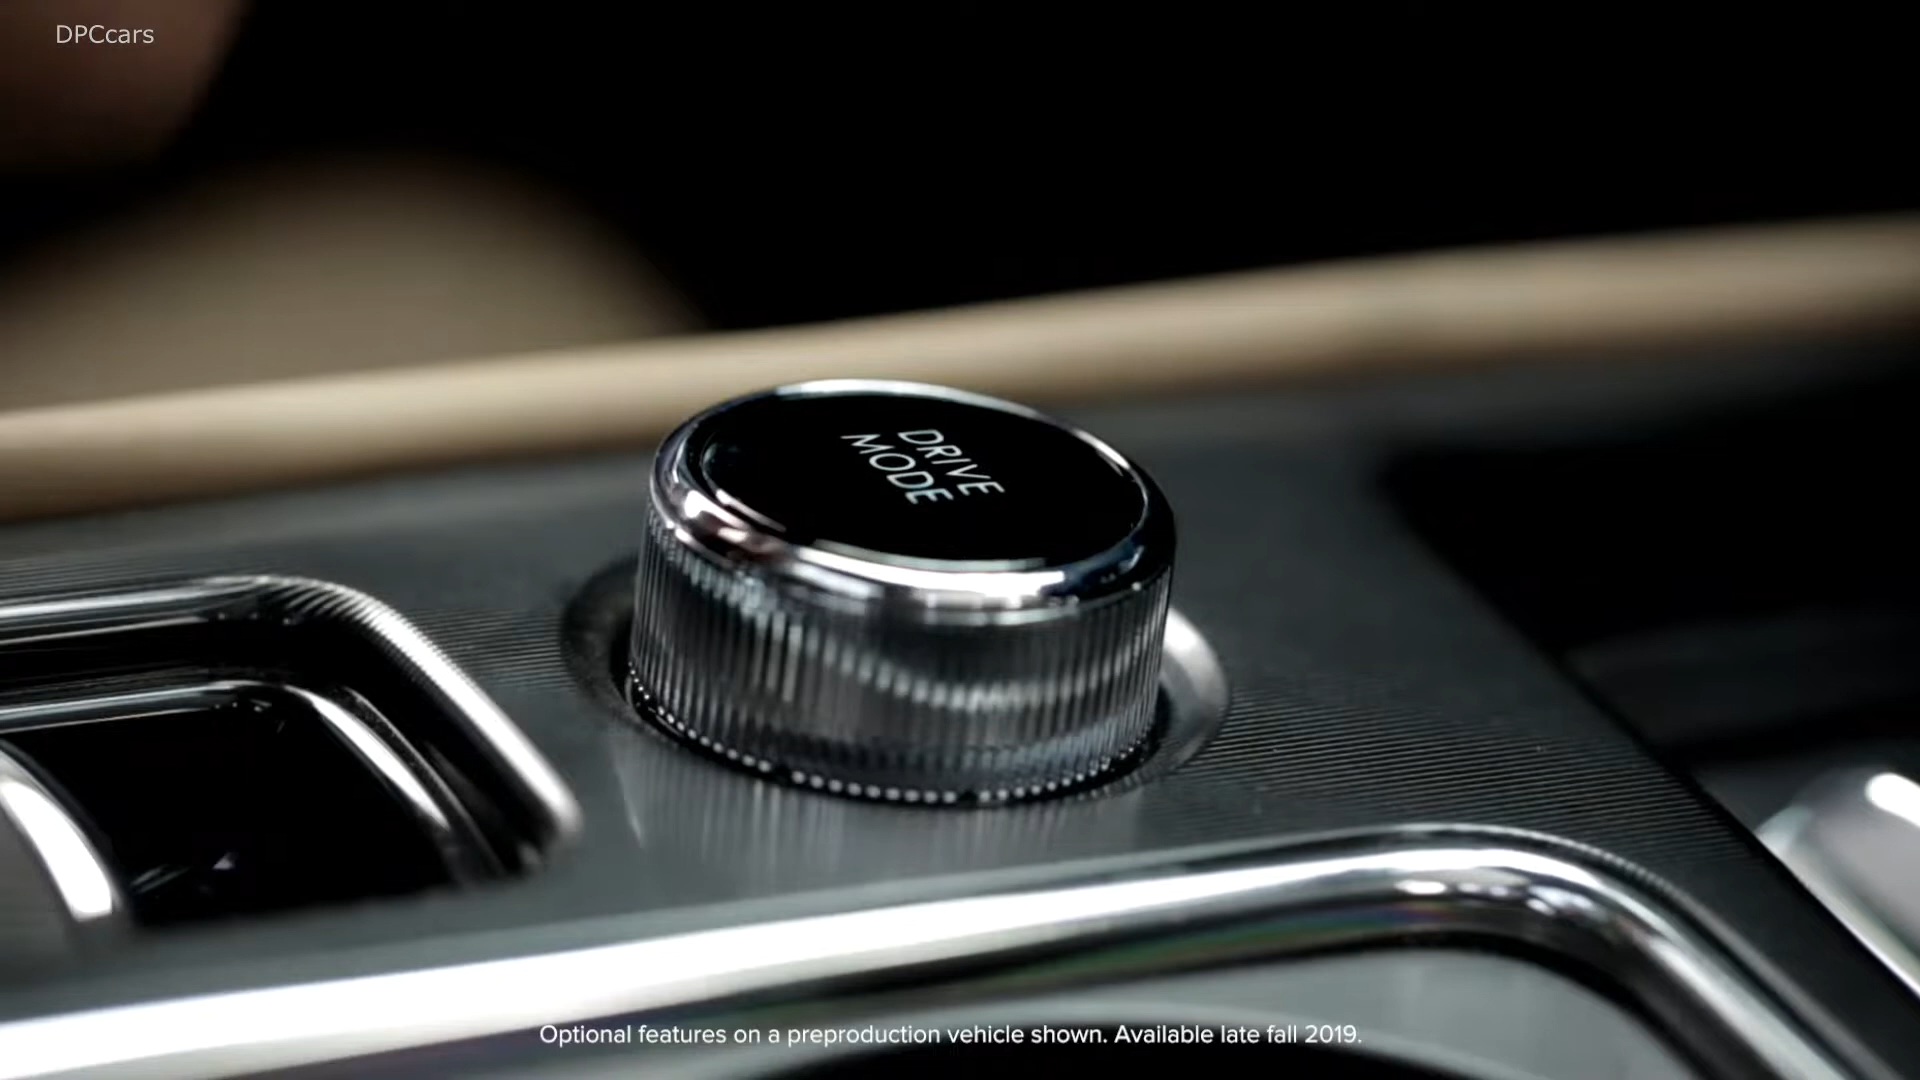 DPCcars
DRIVE
MODE
Optional features on a preproduction vehicle shown. Available late fall 2019.